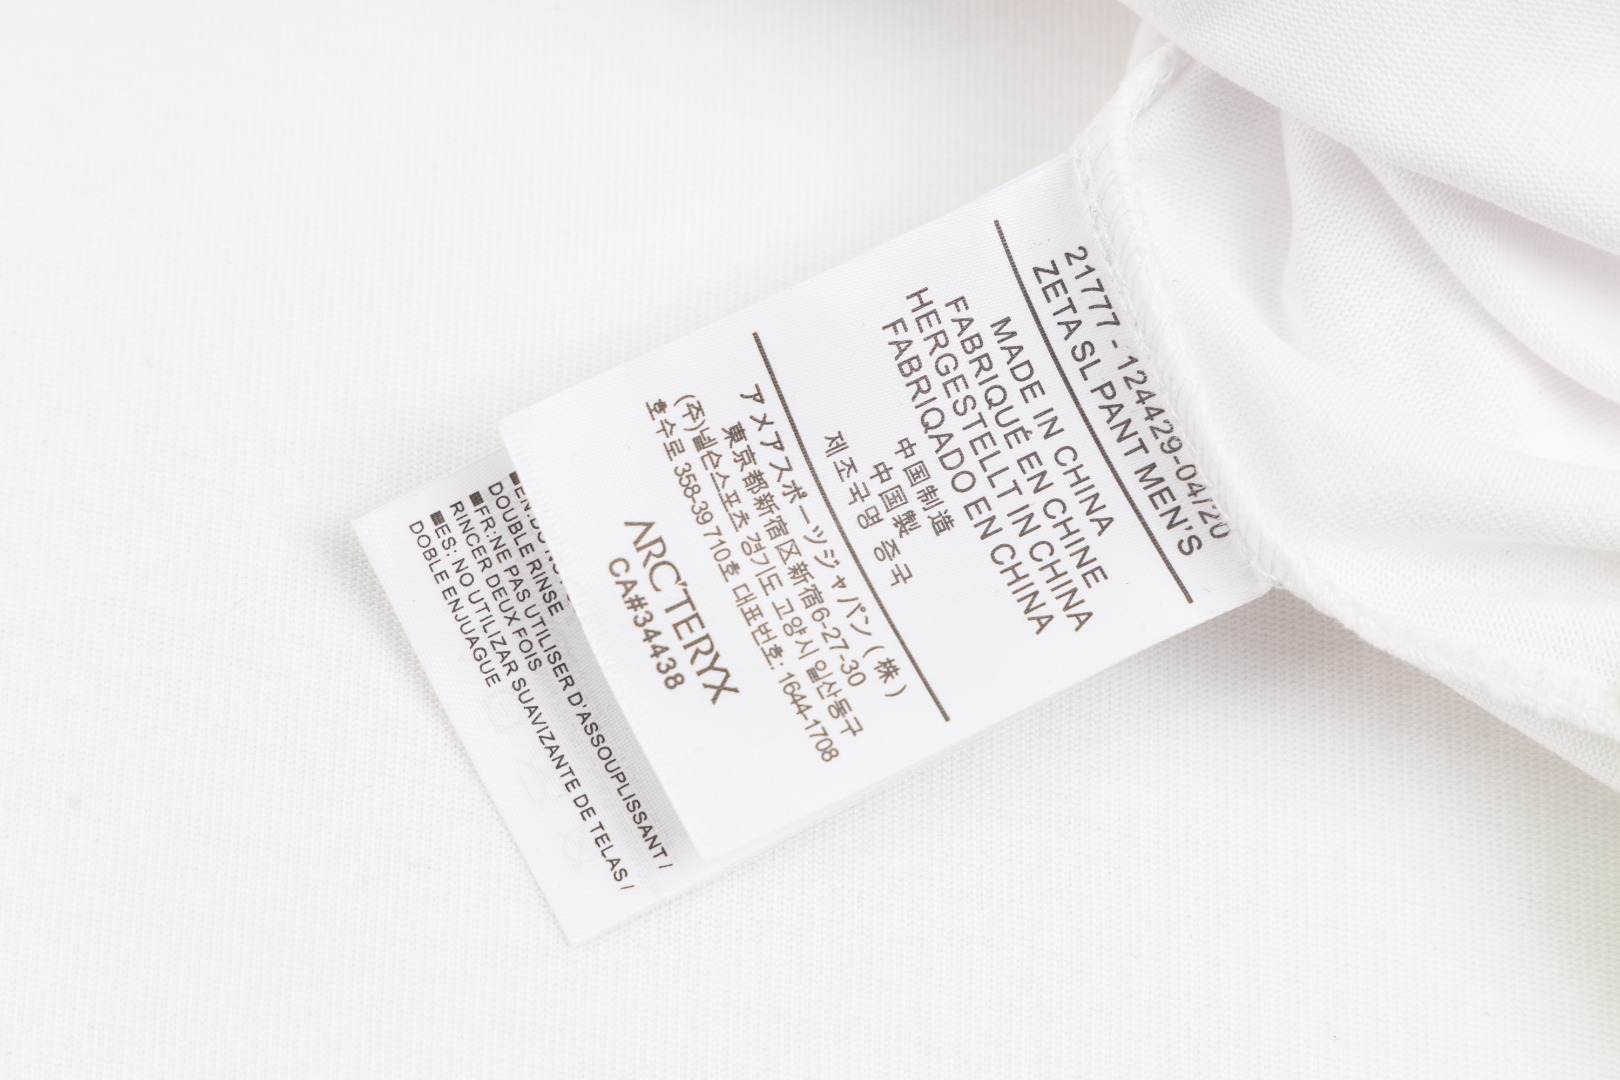 21777 - 124429-04/20
ZETA SL PANT MEN'S
MADE IN CHINA
FABRIQUÉ EN CHINE
HERGESTELLT IN CHINA
FABRIQADO EN CHINA
中国制造
中国製
제조국명 중국
アメアスポーツジャパン(株)
東京都新宿区新宿6-27-30
(주)넬슨스포츠 경기도 고양시 일산동구
호수로 358-39 710호 대표번호: 1644-1708
ARC'TERYX
CA#34438
DOUBLE RINSE
■FR:NE PAS UTILISER D'ASSOUPLISSANT /
RINCER DEUX FOIS
■ES: NO UTILIZAR SUAVIZANTE DE TELAS /
DOBLE ENJUAGUE